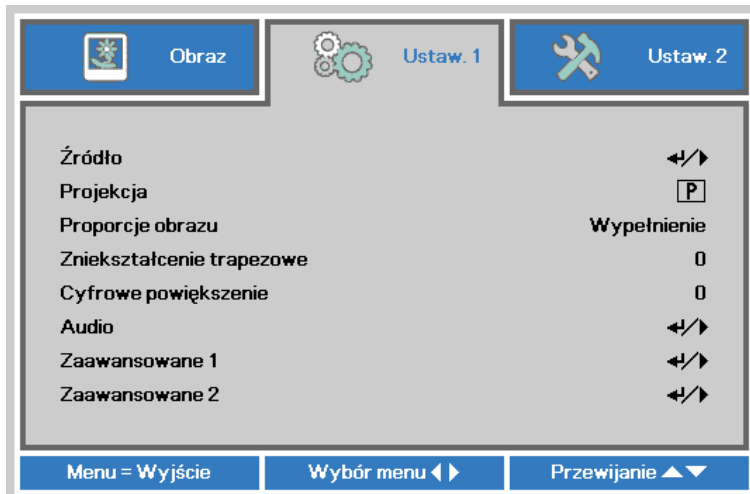 Obraz Ustaw. 1 Ustaw. 2
Źródło
Projekcja P
Proporcje obrazu Wypełnienie
Zniekształcenie trapezowe 0
Cyfrowe powiększenie 0
Audio
Zaawansowane 1
Zaawansowane 2
Menu = Wyjście Wybór menu Przewijanie